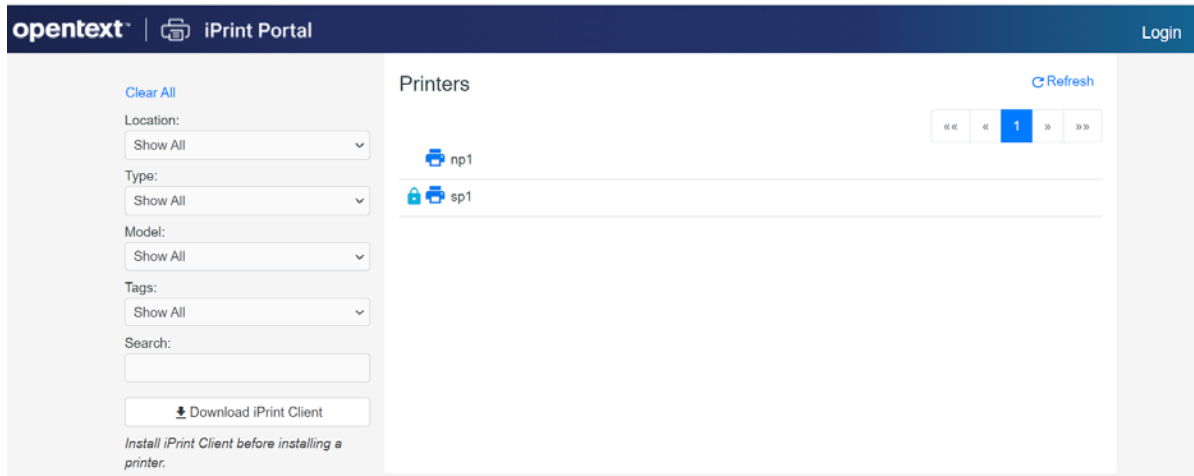 opentext™ | iPrint Portal
Login
Clear All
Location:
Show All
Type:
Show All
Model:
Show All
Tags:
Show All
Search:
Download iPrint Client
Install iPrint Client before installing a
printer.
Printers
Refresh
«« « 1 » »»
np1
sp1